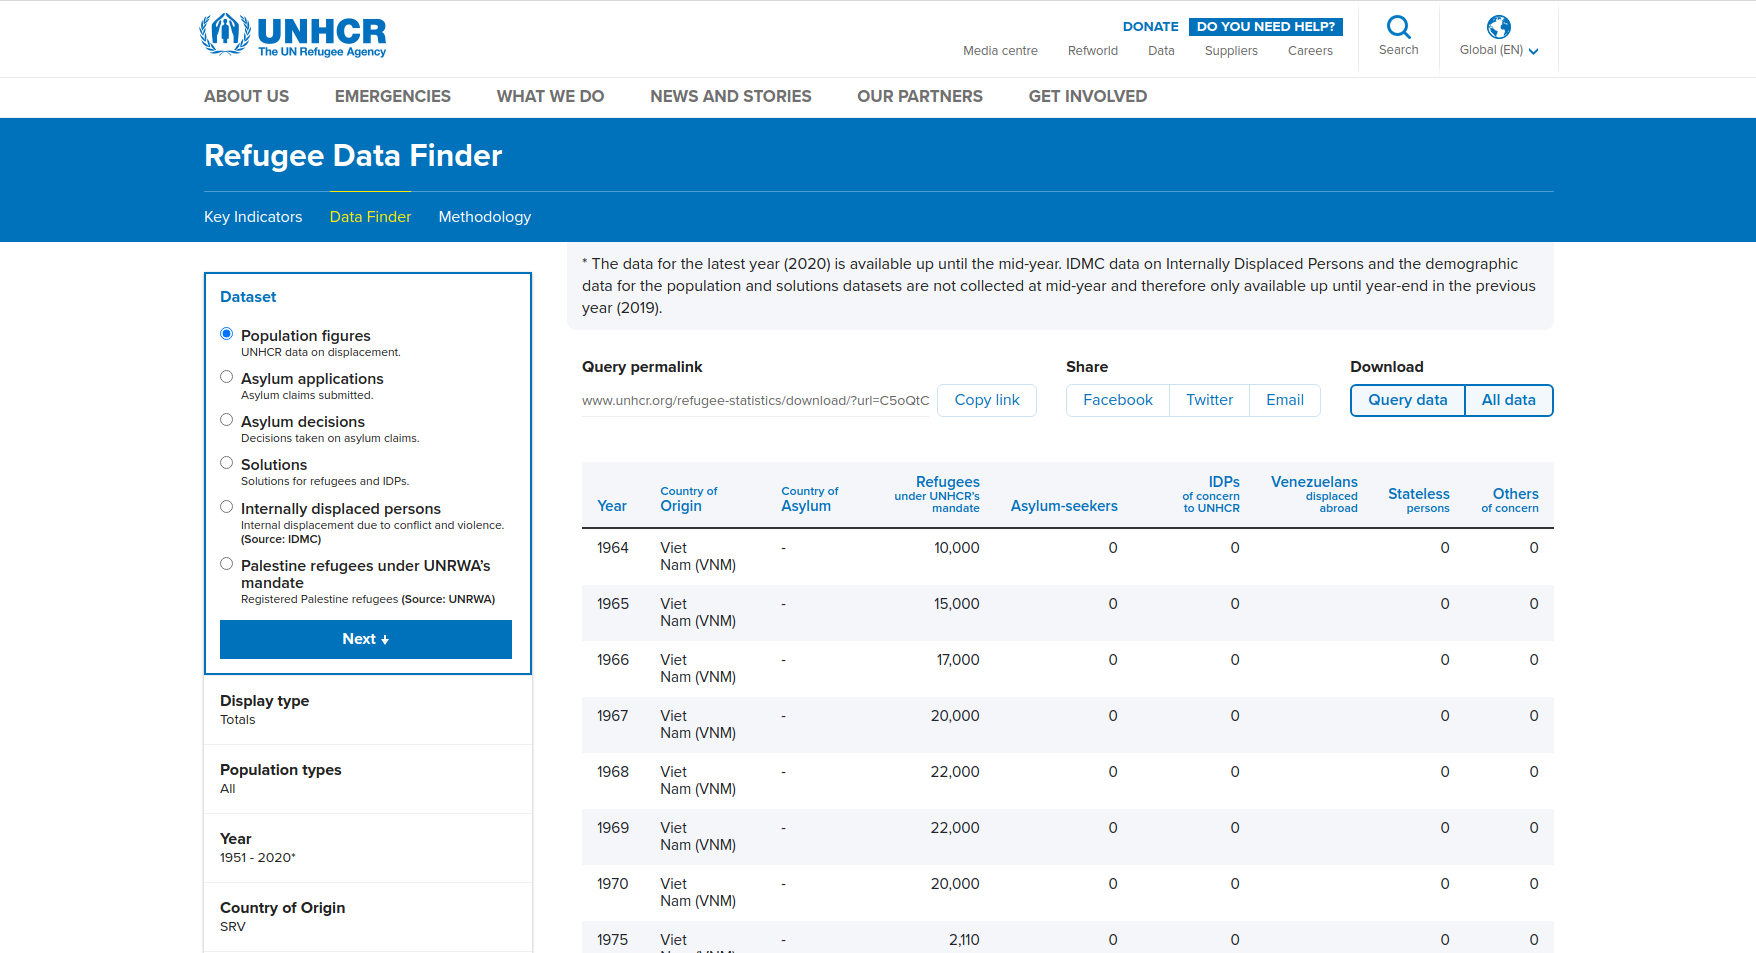 UNHCR
The UN Refugee Agency
DONATE DO YOU NEED HELP?
Media centre Refworld Data Suppliers Careers
Search
Global (EN)
ABOUT US EMERGENCIES WHAT WE DO NEWS AND STORIES OUR PARTNERS GET INVOLVED
Refugee Data Finder
Key Indicators Data Finder Methodology
Dataset
Population figures
UNHCR data on displacement.
Asylum applications
Asylum claims submitted.
Asylum decisions
Decisions taken on asylum claims.
Solutions
Solutions for refugees and IDPs.
Internally displaced persons
Internal displacement due to conflict and violence.
(Source: IDMC)
Palestine refugees under UNRWA’s
mandate
Registered Palestine refugees (Source: UNRWA)
Next
Display type
Totals
Population types
All
Year
1951 - 2020*
Country of Origin
SRV
* The data for the latest year (2020) is available up until the mid-year. IDMC data on Internally Displaced Persons and the demographic
data for the population and solutions datasets are not collected at mid-year and therefore only available up until year-end in the previous
year (2019).
Query permalink
www.unhcr.org/refugee-statistics/download/?url=C5oQtC
Copy link
Share
Facebook Twitter Email
Download
Query data All data
Year
Country of
Origin
Country of
Asylum
Refugees
under UNHCR's
mandate
Asylum-seekers
IDPs
of concern
to UNHCR
Venezuelans
displaced
abroad
Stateless
persons
Others
of concern
1964 Viet - 10,000 0 0 0 0
Nam (VNM)
1965 Viet - 15,000 0 0 0 0
Nam (VNM)
1966 Viet - 17,000 0 0 0 0
Nam (VNM)
1967 Viet - 20,000 0 0 0 0
Nam (VNM)
1968 Viet - 22,000 0 0 0 0
Nam (VNM)
1969 Viet - 22,000 0 0 0 0
Nam (VNM)
1970 Viet - 20,000 0 0 0 0
Nam (VNM)
1975 Viet - 2,110 0 0 0 0